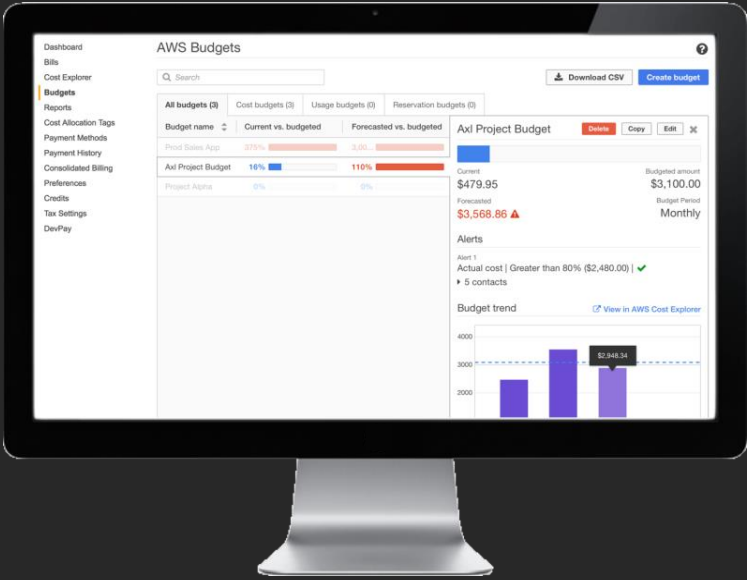 AWS Budgets
?
Dashboard
Bills
Cost Explorer
Budgets
Reports
Cost Allocation Tags
Payment Methods
Payment History
Consolidated Billing
Preferences
Credits
Tax Settings
DevPay
Search
Download CSV
Create budget
All budgets (3)
Cost budgets (3)
Usage budgets (0)
Reservation budgets (0)
Budget name
Current vs. budgeted
Forecasted vs. budgeted
Prod Sales App
375%
3,00...
Axl Project Budget
16%
110%
Project Alpha
0%
0%
Axl Project Budget
Delete
Copy
Edit
Current
$479.95
Budgeted amount
$3,100.00
Forecasted
$3,568.86
Budget Period
Monthly
Alerts
Alert 1
Actual cost | Greater than 80% ($2,480.00) |
5 contacts
Budget trend
View in AWS Cost Explorer
4000
3000
2000
$2,948.34